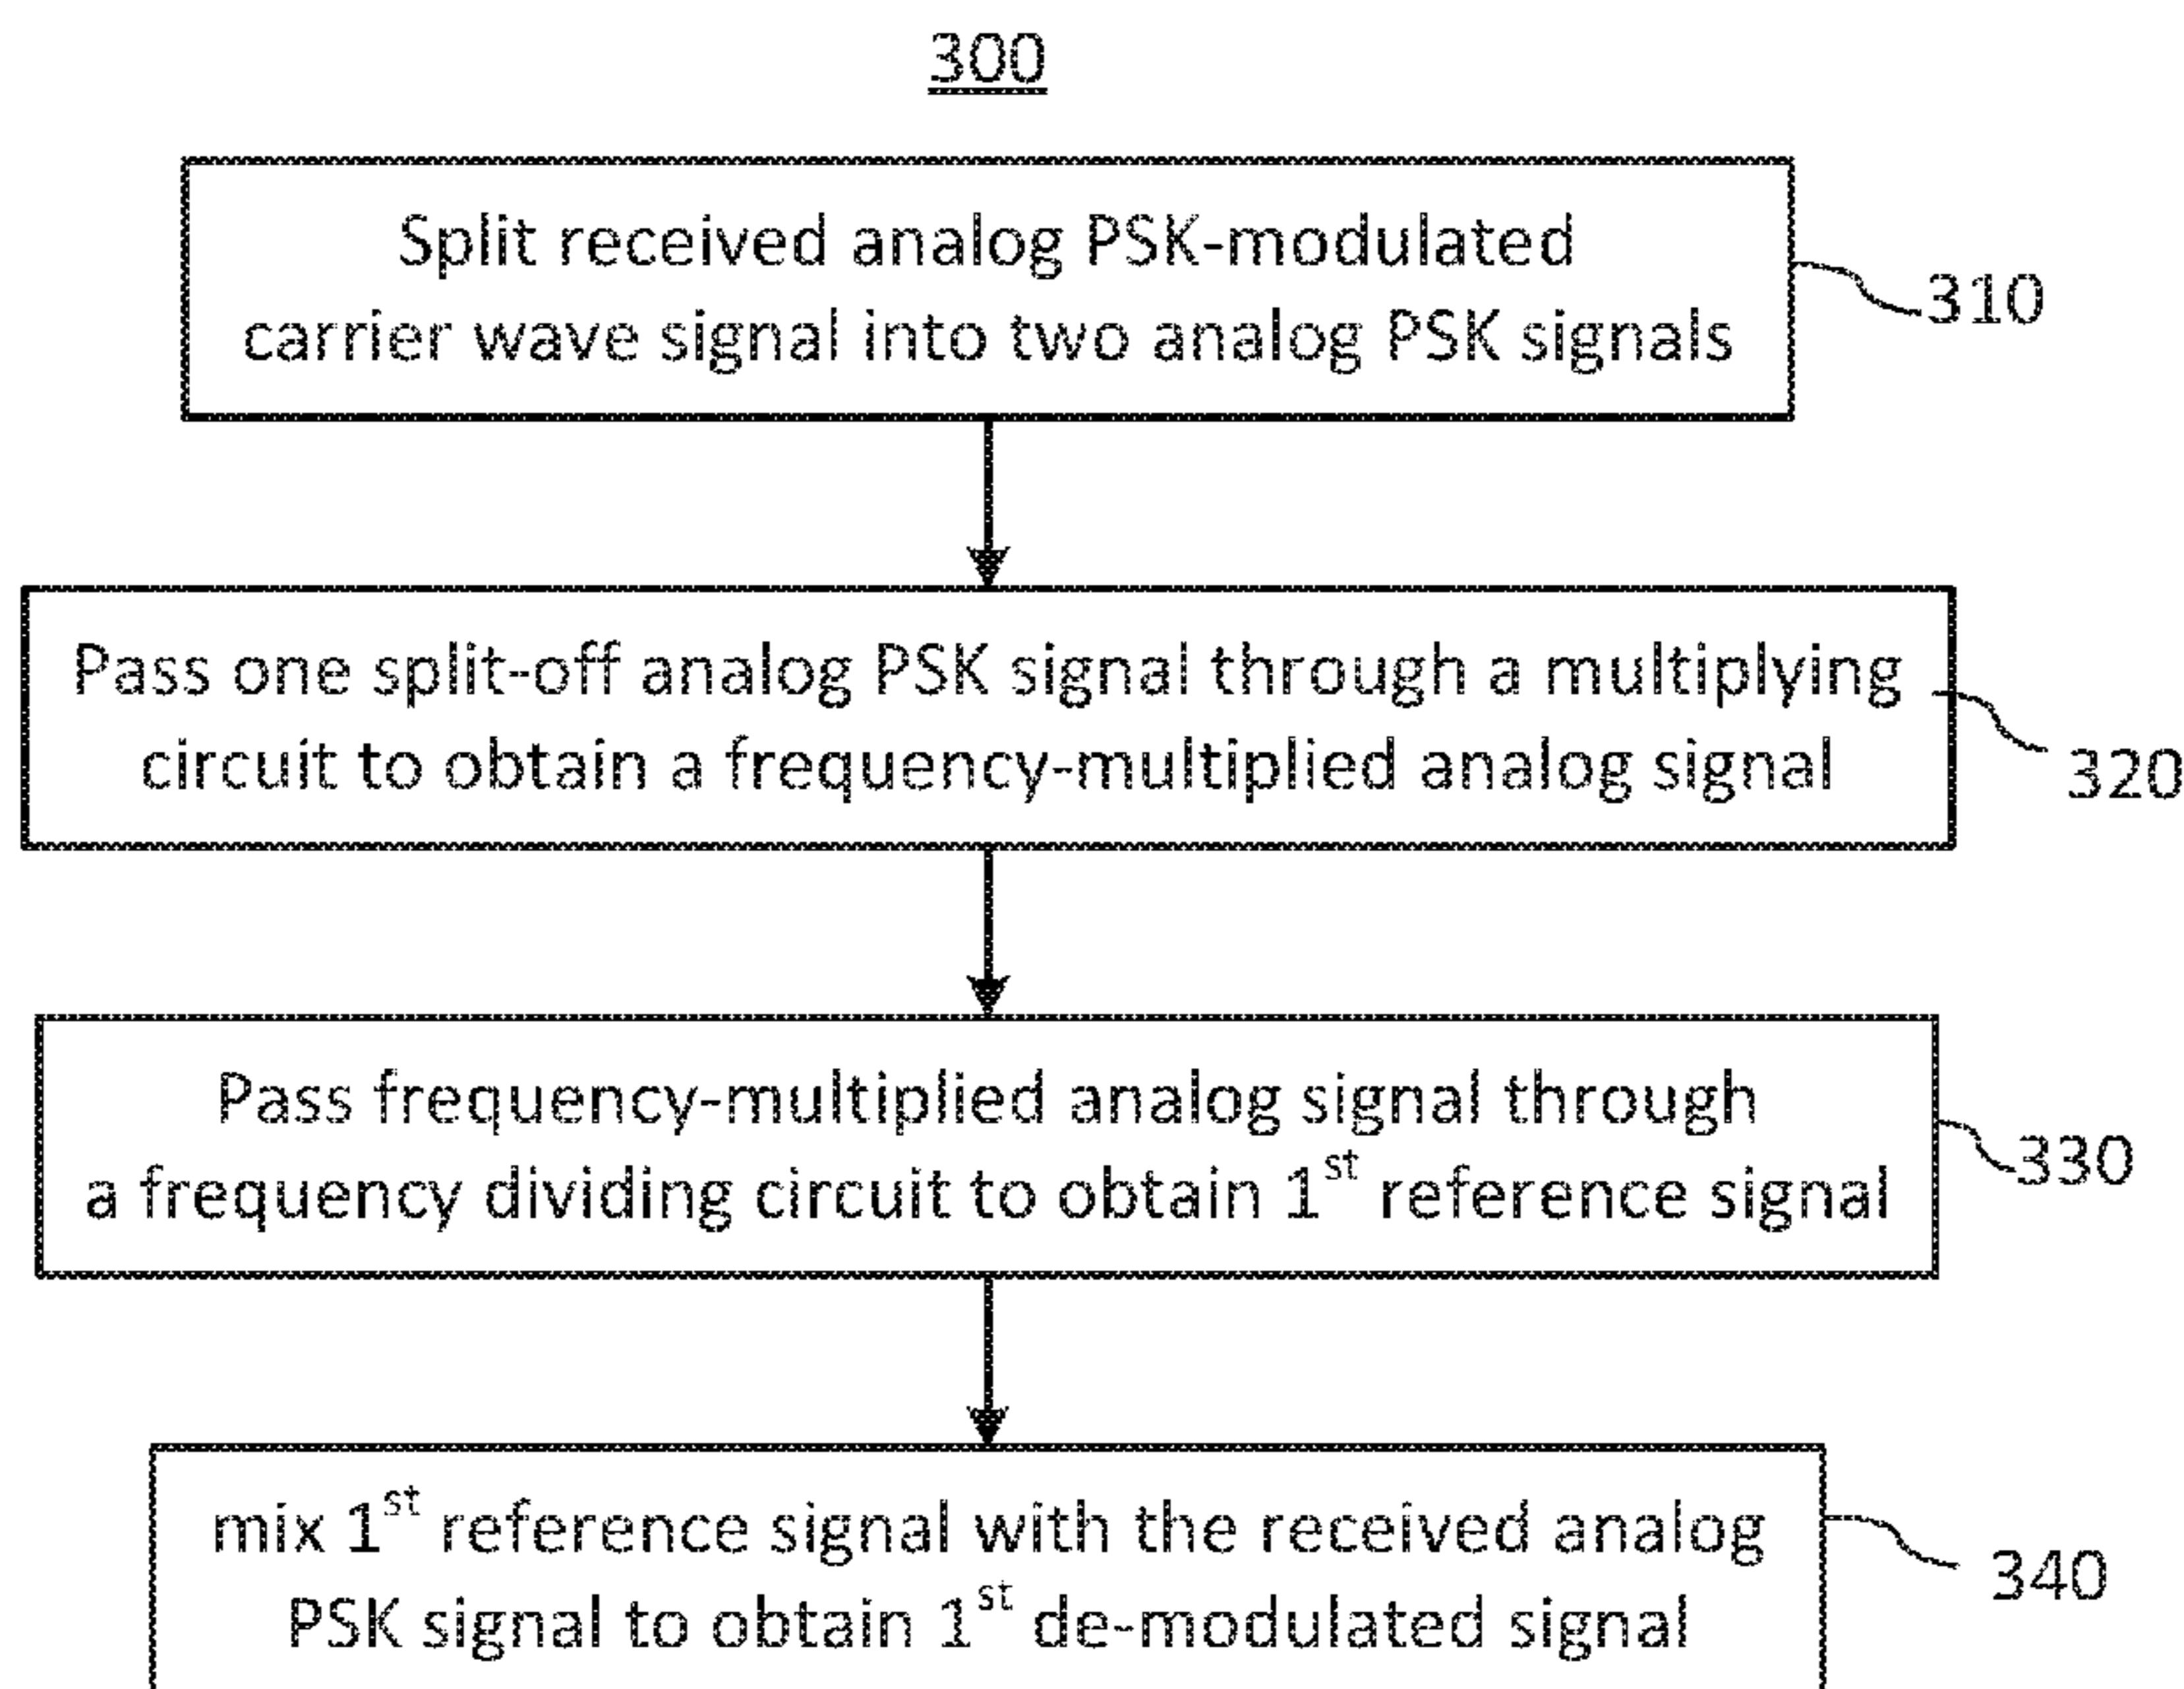 300
Split received analog PSK-modulated
carrier wave signal into two analog PSK signals
310
Pass one split-off analog PSK signal through a multiplying
circuit to obtain a frequency-multiplied analog signal
320
Pass frequency-multiplied analog signal through
a frequency dividing circuit to obtain 1st reference signal
330
mix 1st reference signal with the received analog
PSK signal to obtain 1st de-modulated signal
340